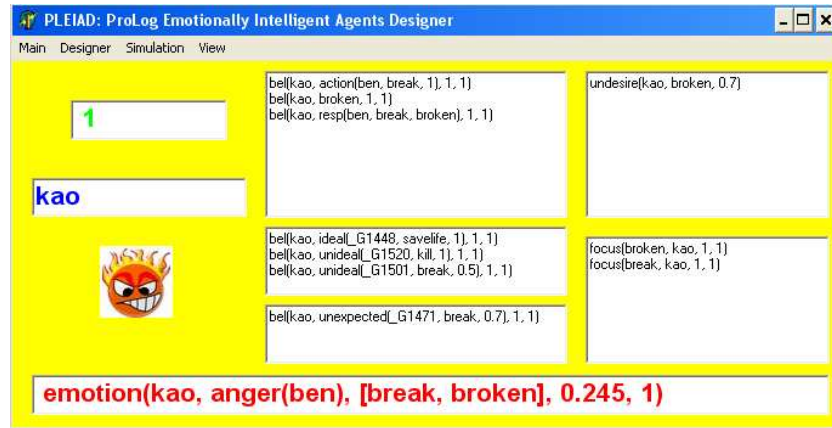 PLEIAD: ProLog Emotionally Intelligent Agents Designer
Main Designer Simulation View
1
kao
bel(kao, action(ben, break, 1), 1, 1)
bel(kao, broken, 1, 1)
bel(kao, resp(ben, break, broken), 1, 1)
undesire(kao, broken, 0.7)
bel(kao, ideal(_G1448, savelife, 1), 1, 1)
bel(kao, unideal(_G1520, kill, 1), 1, 1)
bel(kao, unideal(_G1501, break, 0.5), 1, 1)
bel(kao, unexpected(_G1471, break, 0.7), 1, 1)
focus(broken, kao, 1, 1)
focus(break, kao, 1, 1)
emotion(kao, anger(ben), [break, broken], 0.245, 1)